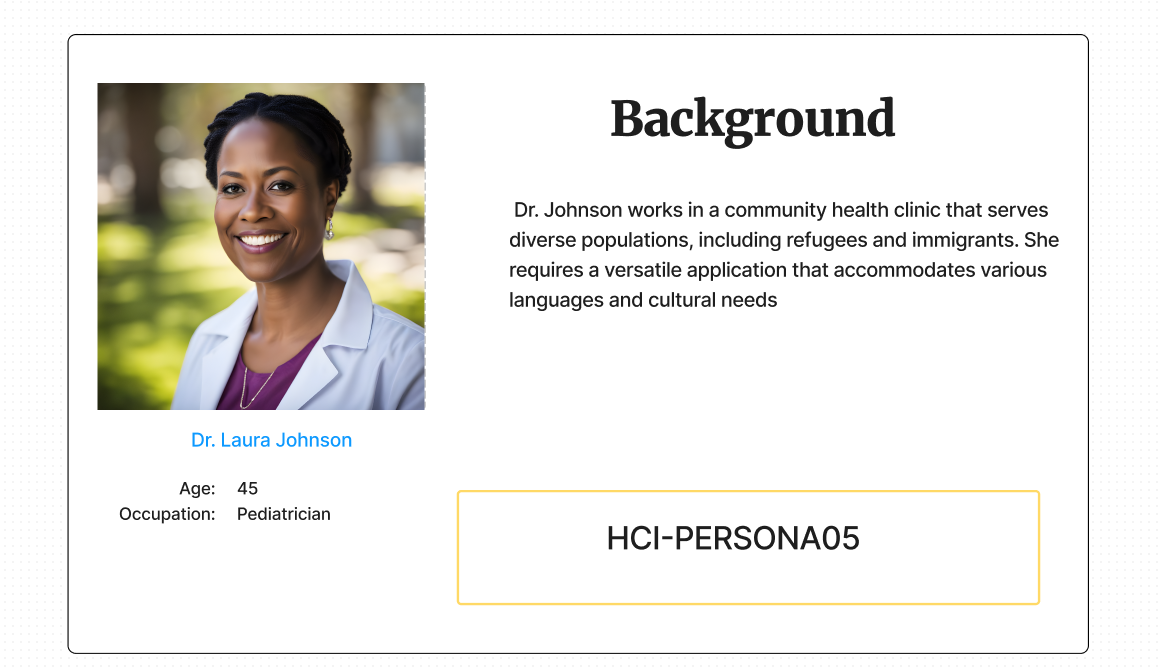 Background
Dr. Johnson works in a community health clinic that serves
diverse populations, including refugees and immigrants. She
requires a versatile application that accommodates various
languages and cultural needs
Dr. Laura Johnson
Age: 45
Occupation: Pediatrician
HCI-PERSONA05